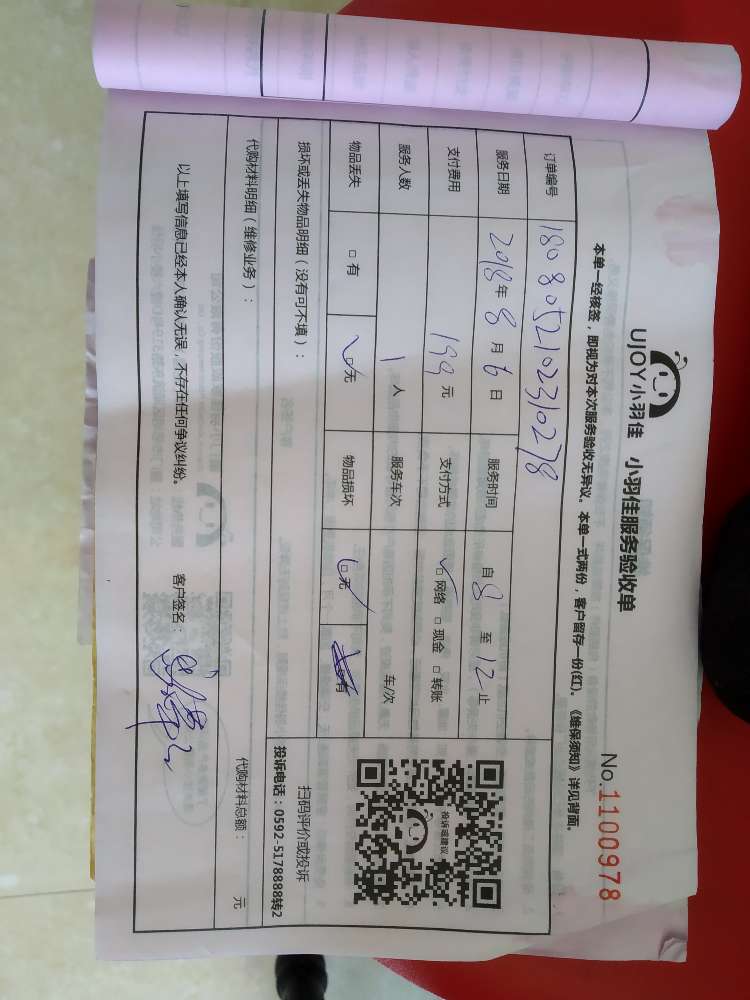 UJOY小羽佳 小羽佳服务验收单
No.1100978
本单一经核签，即视为对本次服务验收无异议。本单一式两份，客户留存一份(红)。《维保须知》详见背面。
订单编号 1808052102310278
服务日期 2018年8月6日 服务时间 自8至12止
支付费用 199元 支付方式 ✓□网络 □现金 □转账
服务人数 1人 服务车次 车/次
物品丢失 □有 ✓□无 物品损坏 ✓□无 □有
投诉或建议
扫码评价或投诉
损坏或丢失物品明细（没有可不填）：
投诉电话：0592-5178888转2
代购材料明细（维修业务）：
代购材料总额： 元
以上填写信息已经本人确认无误，不存在任何争议纠纷。 客户签名：